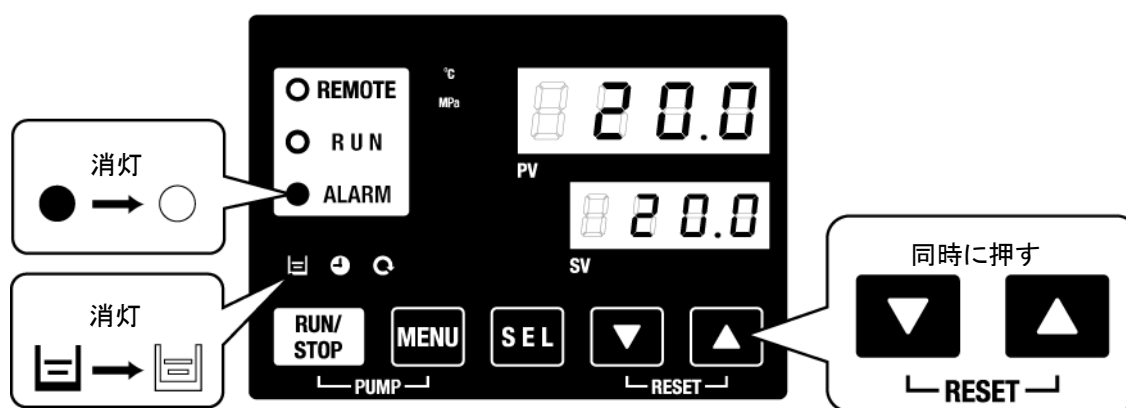 REMOTE
RUN
ALARM
°C
MPa
20.0
PV
20.0
SV
消灯
消灯
RUN/
STOP
MENU
SEL
PUMP
RESET
同時に押す
RESET